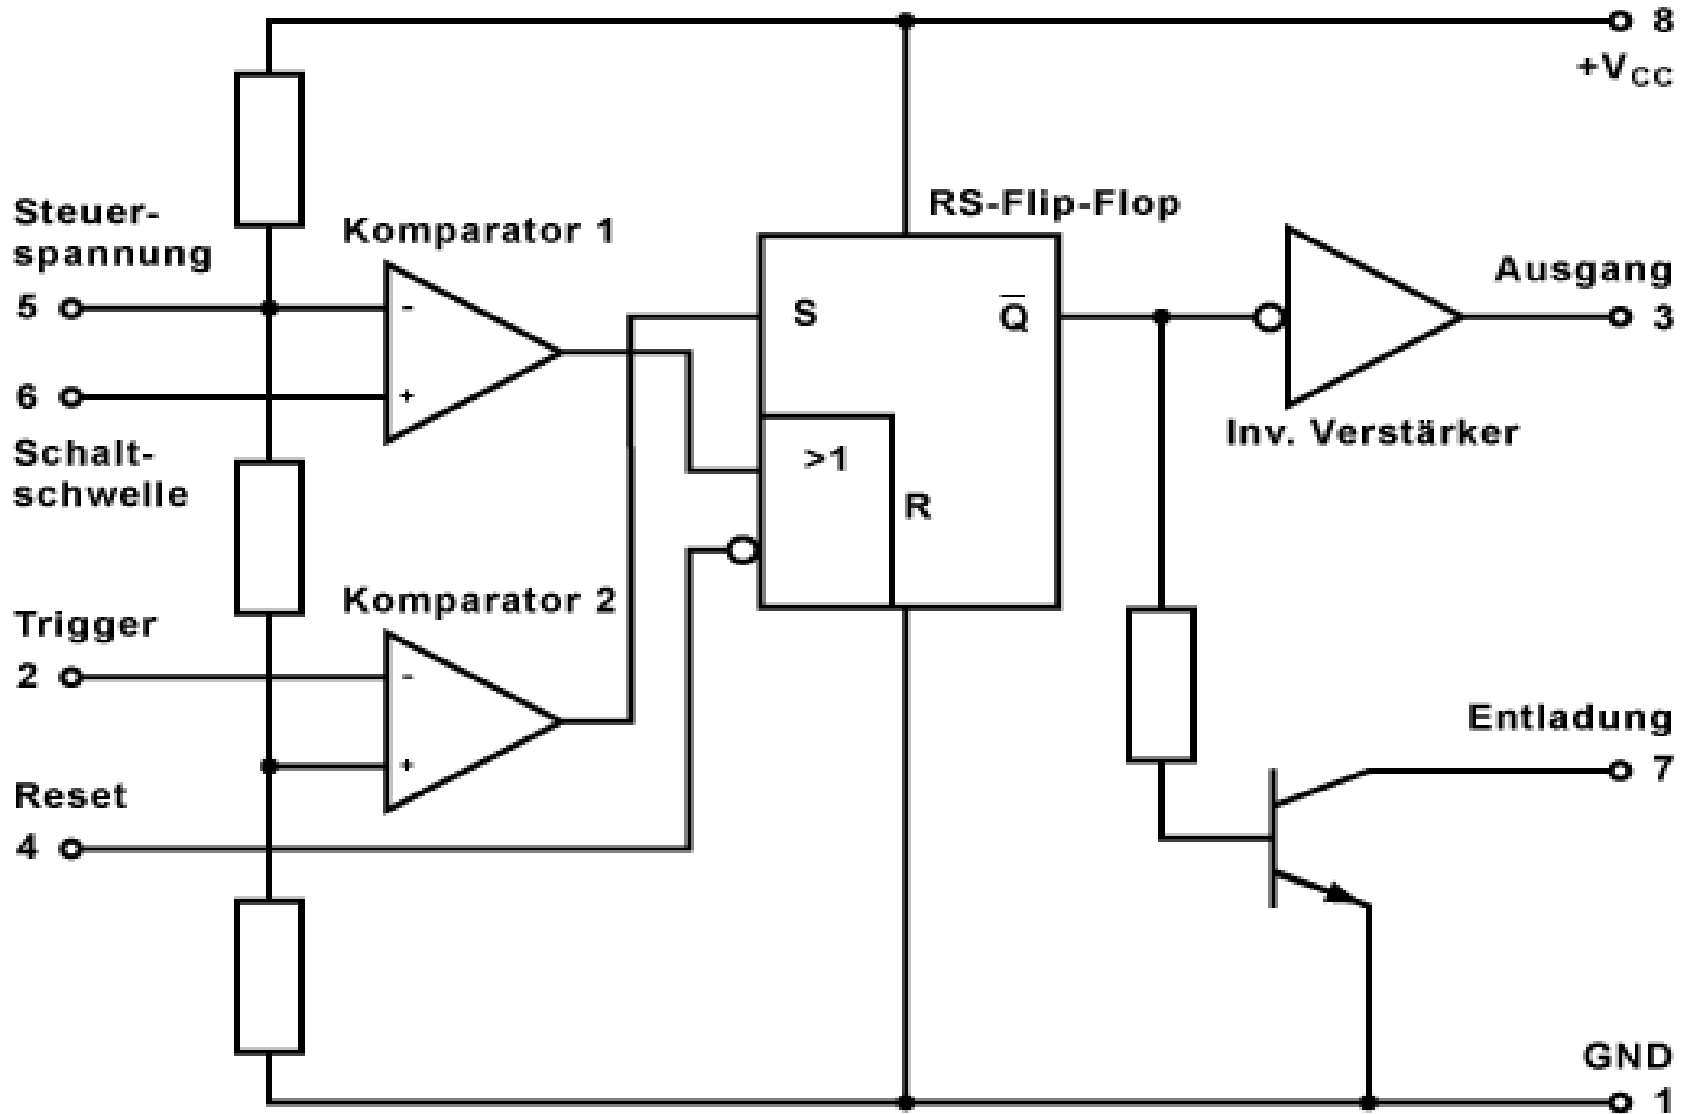 8
+VCC
RS-Flip-Flop
Steuer-
spannung
5
Komparator 1
-
+
6
Schalt-
schwelle
S
Q̅
>1
R
Ausgang
3
Inv. Verstärker
Trigger
2
Komparator 2
-
+
Reset
4
Entladung
7
GND
1